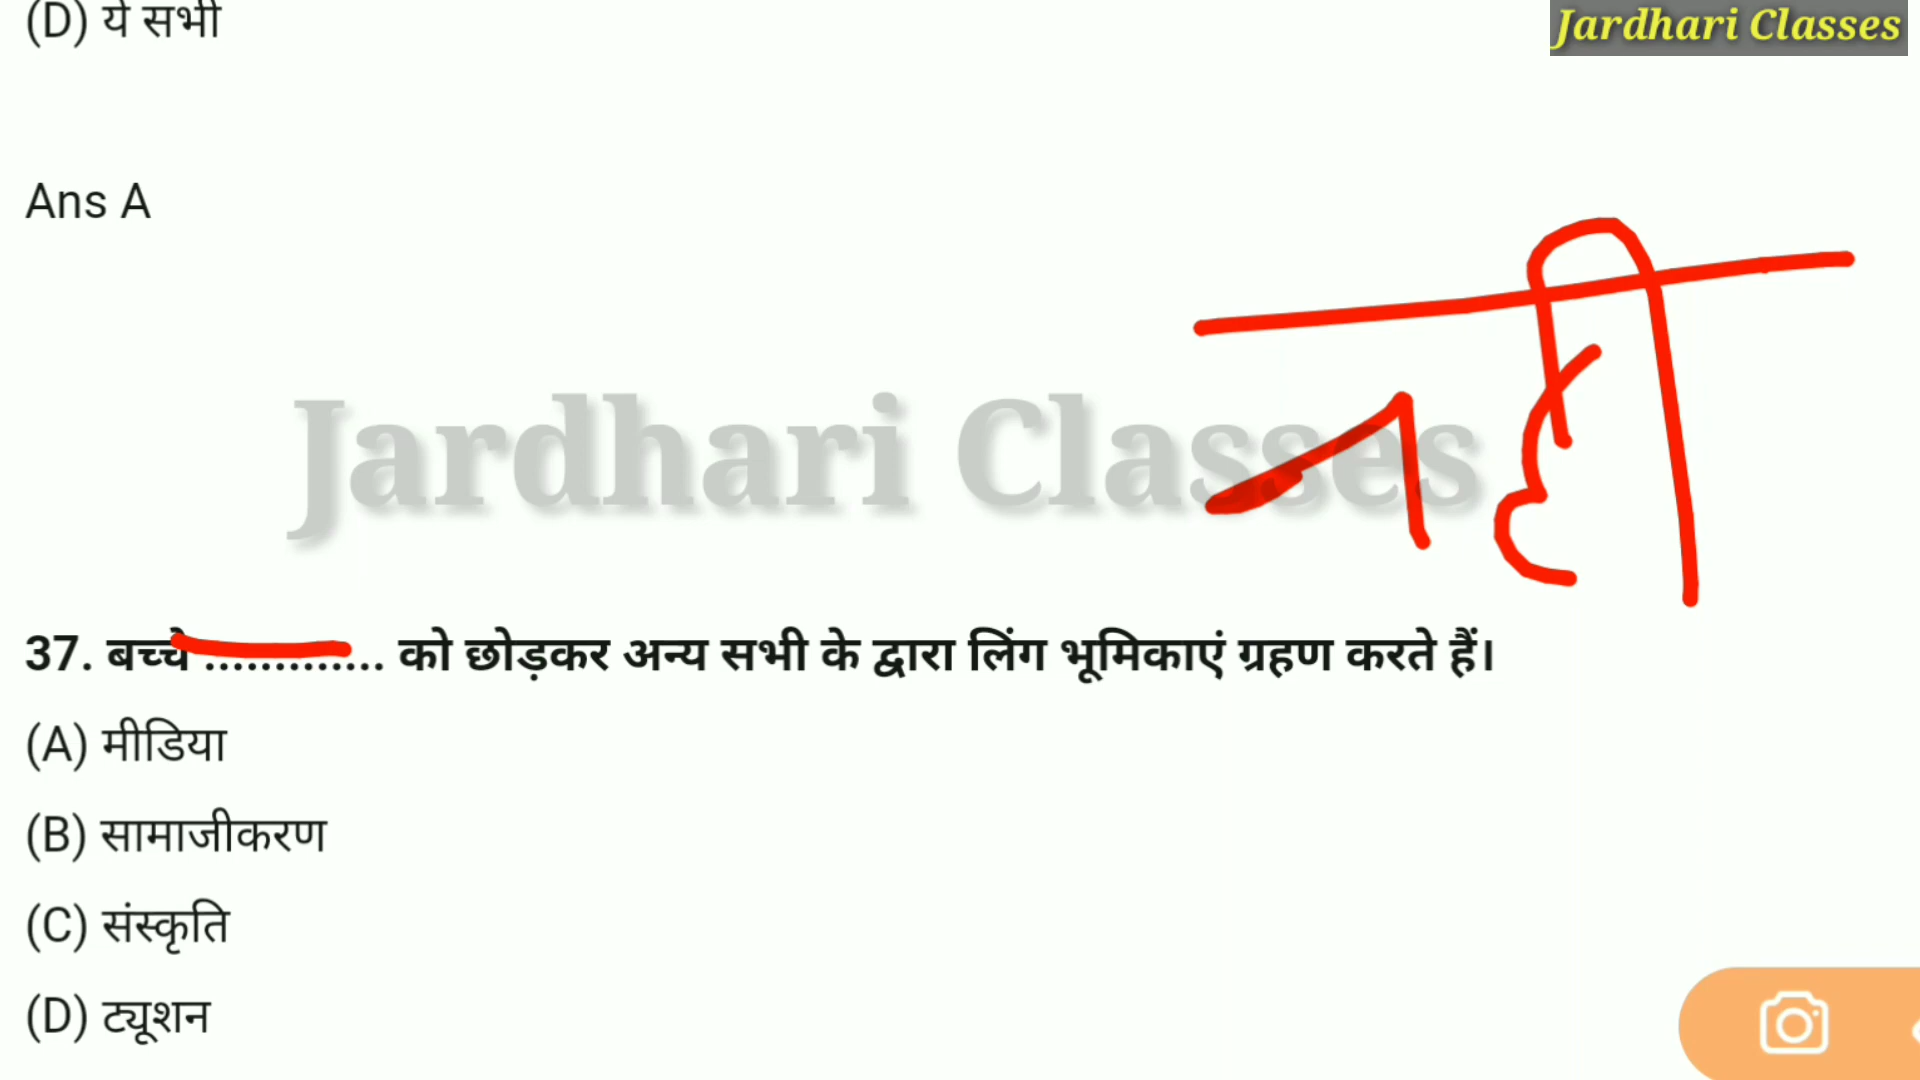 (D) ये सभी
Jardhari Classes
Ans A
नही
Jardhari Classes
37. बच्चे ............. को छोड़कर अन्य सभी के द्वारा लिंग भूमिकाएं ग्रहण करते हैं।
(A) मीडिया
(B) सामाजीकरण
(C) संस्कृति
(D) ट्यूशन